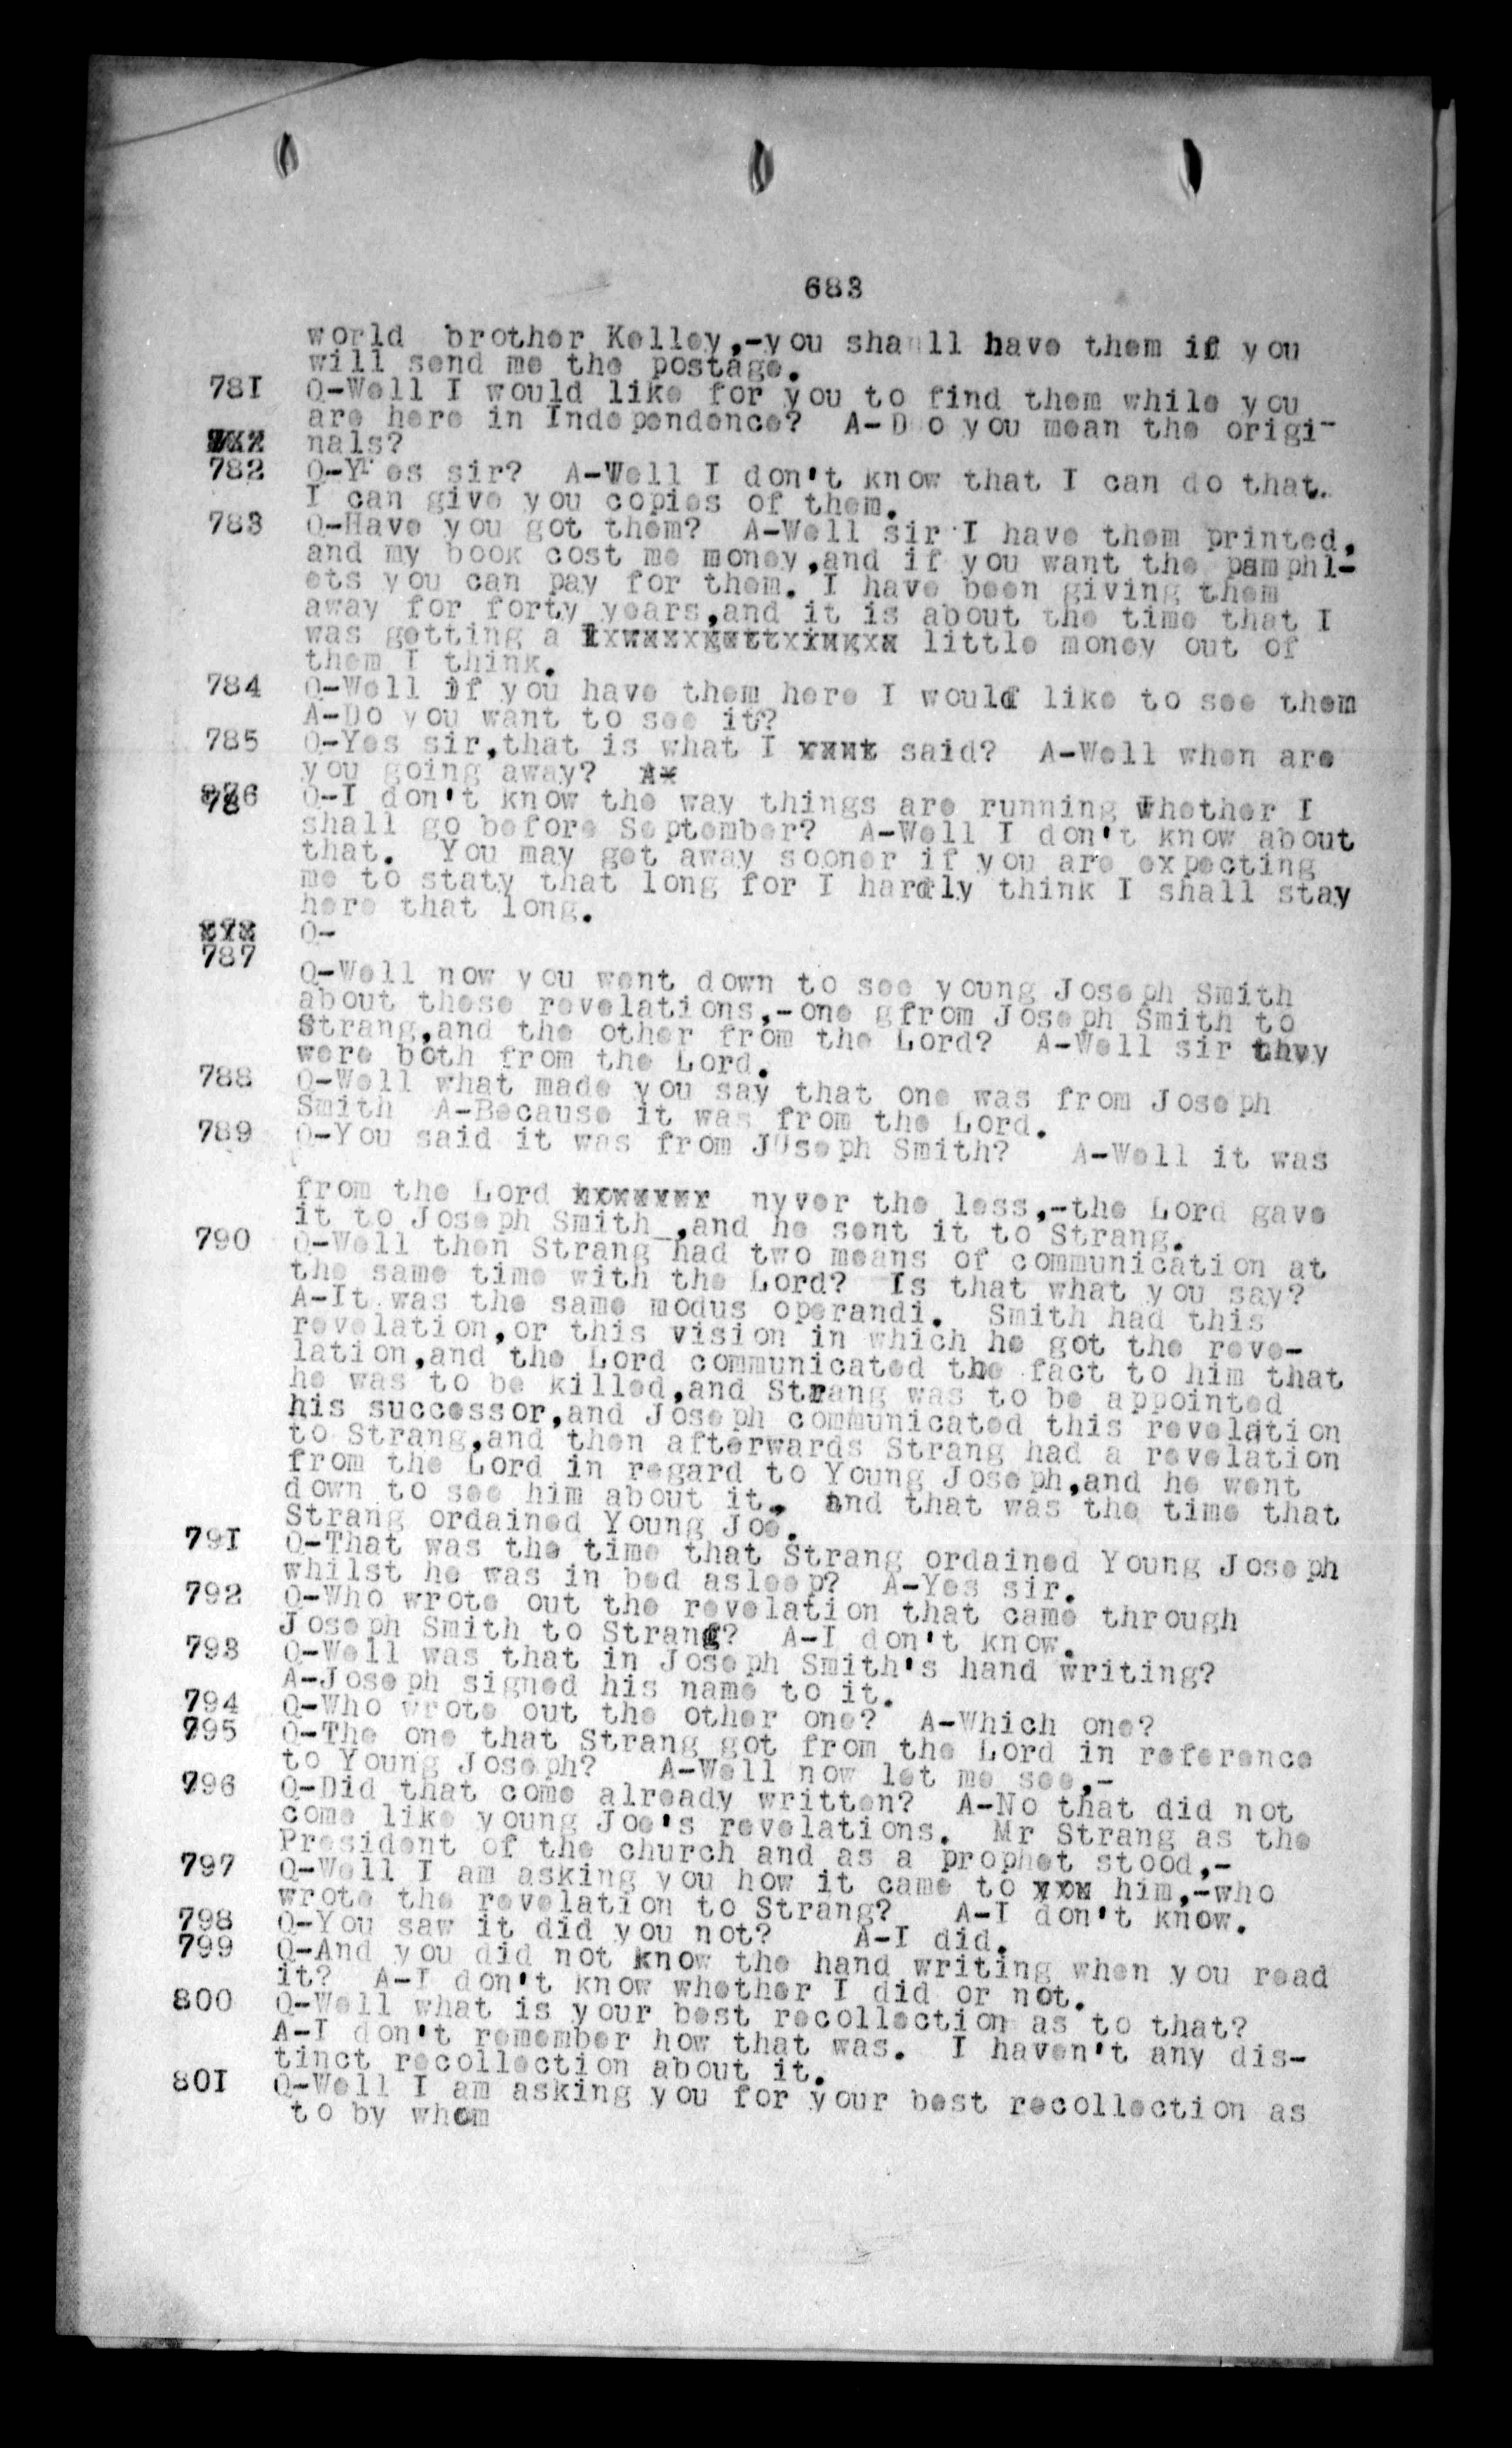 683
world brother Kelley,-you sha ll have them if you
will send me the postage.
781 Q-Well I would like for you to find them while you
are here in Independence? A-D o you mean the origi-
nals?
782 Q-Yr es sir? A-Well I don't know that I can do that.
I can give you copies of them.
783 Q-Have you got them? A-Well sir I have them printed,
and my book cost me money,and if you want the pamphl-
ets you can pay for them. I have been giving them
away for forty years,and it is about the time that I
was getting a little money out of
them I think.
784 Q-Well if you have them here I would like to see them
A-Do you want to see it?
785 Q-Yes sir,that is what I said? A-Well when are
you going away?
786 Q-I don't know the way things are running whether I
shall go before September? A-Well I don't know about
that. You may get away sooner if you are expecting
me to staty that long for I hardly think I shall stay
here that long.
Q-
787
Q-Well now you went down to see young Joseph Smith
about these revelations,-one gfrom Joseph Smith to
Strang,and the other from the Lord? A-Well sir thvy
were both from the Lord.
788 Q-Well what made you say that one was from Joseph
Smith A-Because it was from the Lord.
789 Q-You said it was from JUseph Smith? A-Well it was
from the Lord nyver the less,-the Lord gave
it to Joseph Smith_,and he sent it to Strang.
790 Q-Well then Strang had two means of communication at
the same time with the Lord? Is that what you say?
A-It was the same modus operandi. Smith had this
revelation,or this vision in which he got the reve-
lation,and the Lord communicated the fact to him that
he was to be killed,and Strang was to be appointed
his successor,and Joseph communicated this revelation
to Strang,and then afterwards Strang had a revelation
from the Lord in regard to Young Joseph,and he went
down to see him about it, and that was the time that
Strang ordained Young Joe.
791 Q-That was the time that Strang ordained Young Joseph
whilst he was in bed asleep? A-Yes sir.
792 Q-Who wrote out the revelation that came through
Joseph Smith to Strang? A-I don't know.
793 Q-Well was that in Joseph Smith's hand writing?
A-Joseph signed his name to it.
794 Q-Who wrote out the other one? A-Which one?
795 Q-The one that Strang got from the Lord in reference
to Young Joseph? A-Well now let me see,-
796 Q-Did that come already written? A-No that did not
come like young Joe's revelations. Mr Strang as the
President of the church and as a prophet stood,-
797 Q-Well I am asking you how it came to him,-who
wrote the revelation to Strang? A-I don't know.
798 Q-You saw it did you not? A-I did.
799 Q-And you did not know the hand writing when you read
it? A-I don't know whether I did or not.
800 Q-Well what is your best recollection as to that?
A-I don't remember how that was. I haven't any dis-
tinct recollection about it.
801 Q-Well I am asking you for your best recollection as
to by whom